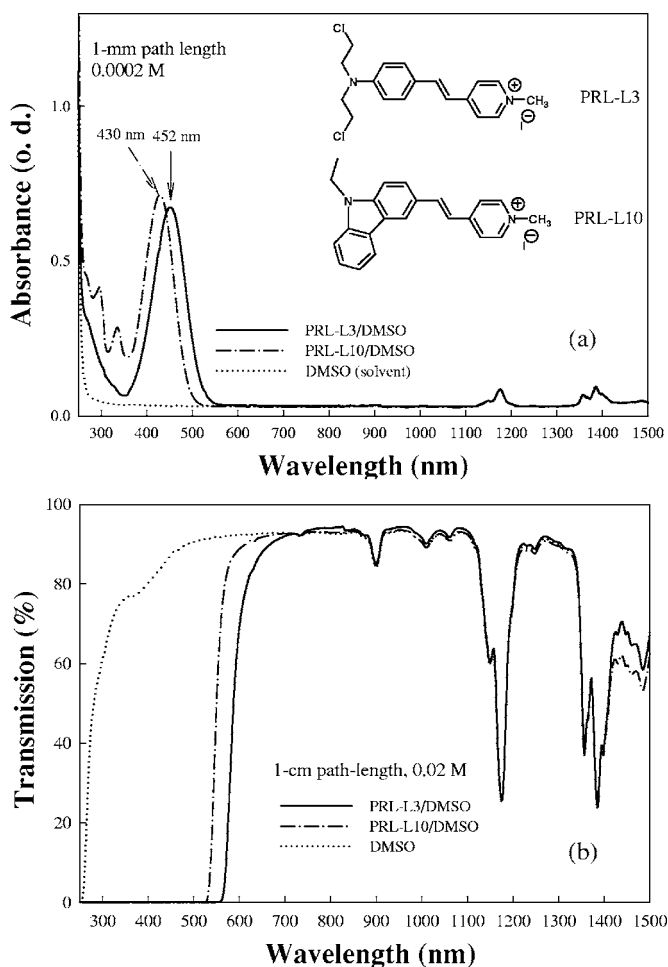 1-mm path length
0.0002 M
430 nm 452 nm
Cl
N
Cl
N
+
CH3
I
−
PRL-L3
N
N
+
CH3
I
−
PRL-L10
PRL-L3/DMSO
PRL-L10/DMSO
DMSO (solvent)
(a)
Absorbance (o. d.)
1.0
0.5
0.0
300 400 500 600 700 800 900 1000 1100 1200 1300 1400 1500
Wavelength (nm)
Transmission (%)
100
80
60
40
20
0
1-cm path-length, 0.02 M
PRL-L3/DMSO
PRL-L10/DMSO
DMSO
(b)
300 400 500 600 700 800 900 1000 1100 1200 1300 1400 1500
Wavelength (nm)